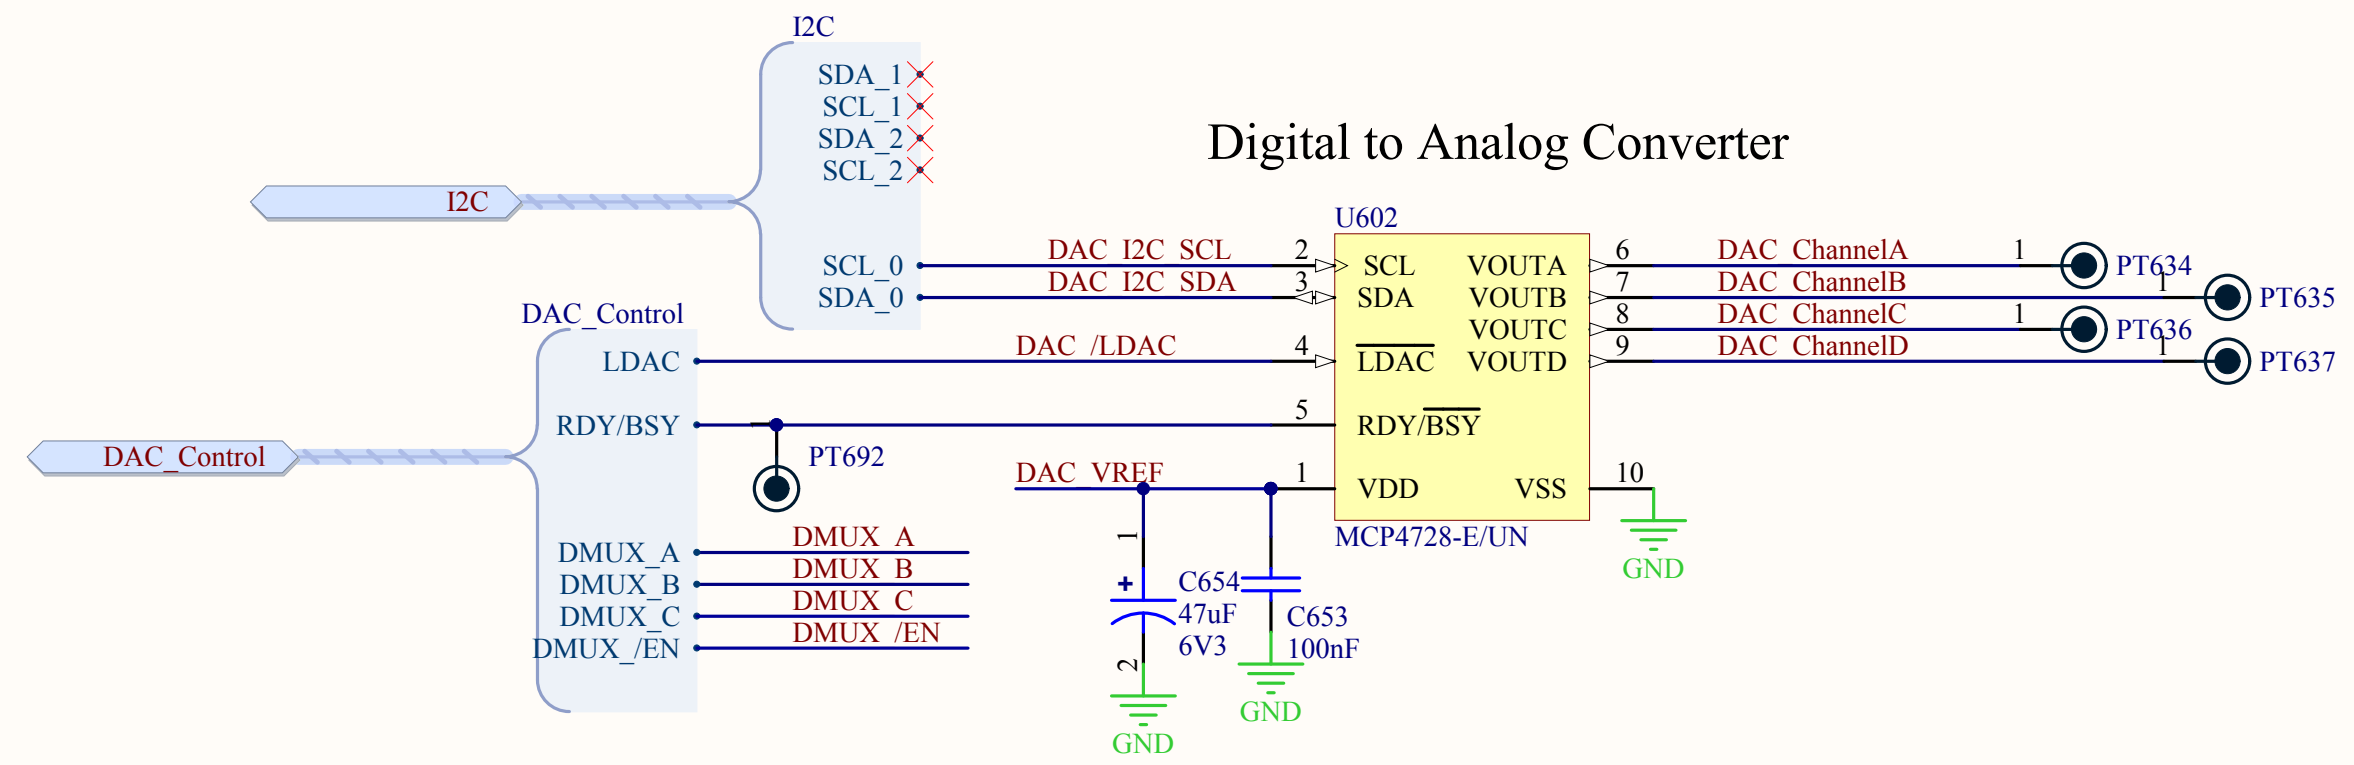 I2C
SDA_1
SCL_1
SDA_2
SCL_2
I2C
SCL_0
SDA_0
Digital to Analog Converter
U602
DAC_I2C_SCL 2 SCL VOUTA 6 DAC_ChannelA 1 PT634
DAC_I2C_SDA 3 SDA VOUTB 7 DAC_ChannelB 1 PT635
VOUTC 8 DAC_ChannelC 1 PT636
DAC_Control
LDAC DAC_/LDAC 4 LDAC VOUTD 9 DAC_ChannelD 1 PT637
RDY/BSY 5 RDY/BSY
DAC_Control
PT692
DAC_VREF 1 VDD VSS 10
MCP4728-E/UN
GND
DMUX_A DMUX_A
DMUX_B DMUX_B
DMUX_C DMUX_C
DMUX_/EN DMUX_/EN
1
+
C654
47uF
6V3
2
GND
C653
100nF
GND